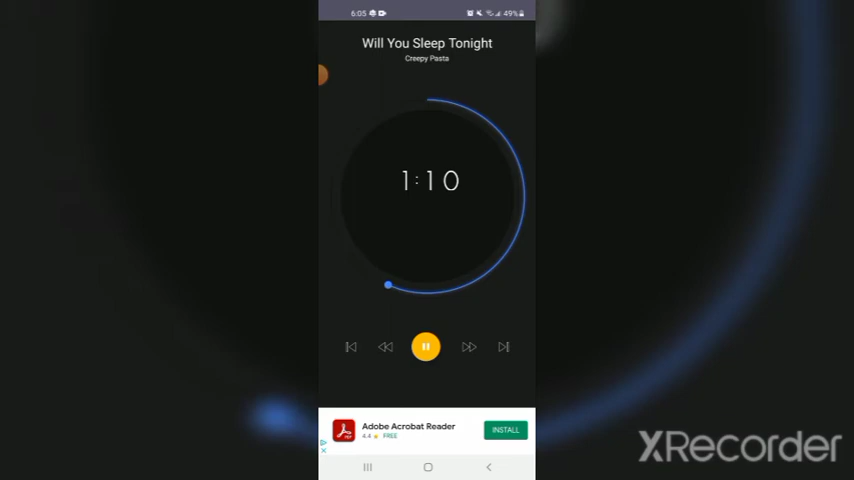 6:05
49%
Will You Sleep Tonight
Creepy Pasta
1:10
Adobe Acrobat Reader
4.4 ★ FREE
INSTALL
XRecorder